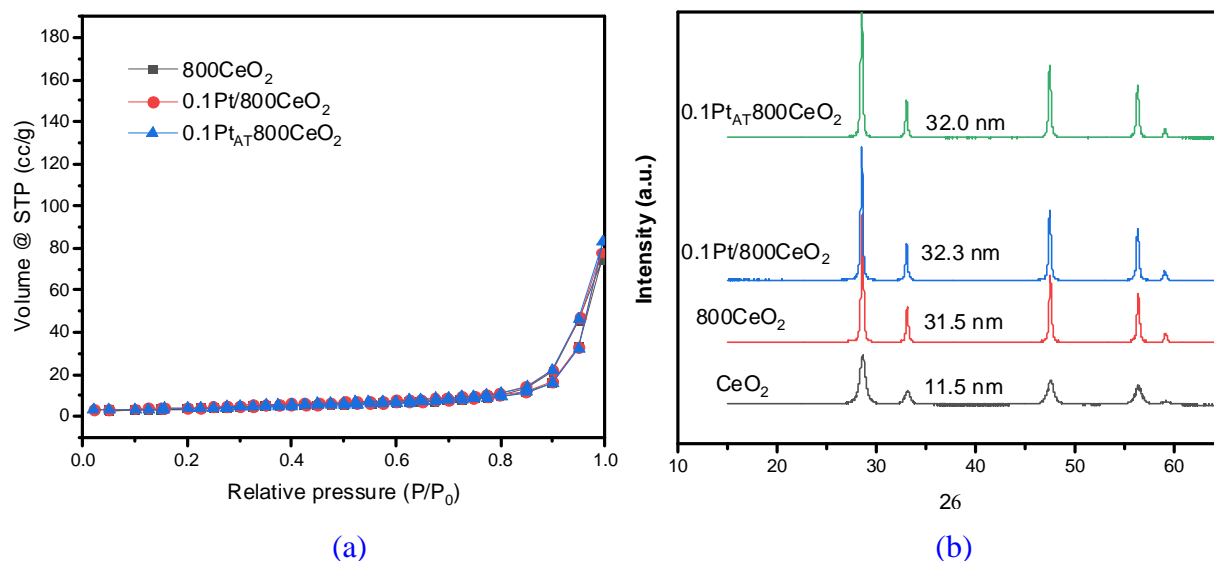 180
160
140
120
100
80
60
40
20
0
Volume @ STP (cc/g)
800CeO₂
0.1Pt/800CeO₂
0.1Pt_AT800CeO₂
0.0 0.2 0.4 0.6 0.8 1.0
Relative pressure (P/P₀)
(a)
Intensity (a.u.)
0.1Pt_AT800CeO₂ 32.0 nm
0.1Pt/800CeO₂ 32.3 nm
800CeO₂ 31.5 nm
CeO₂ 11.5 nm
10 20 30 40 50 60
2ϐ
(b)